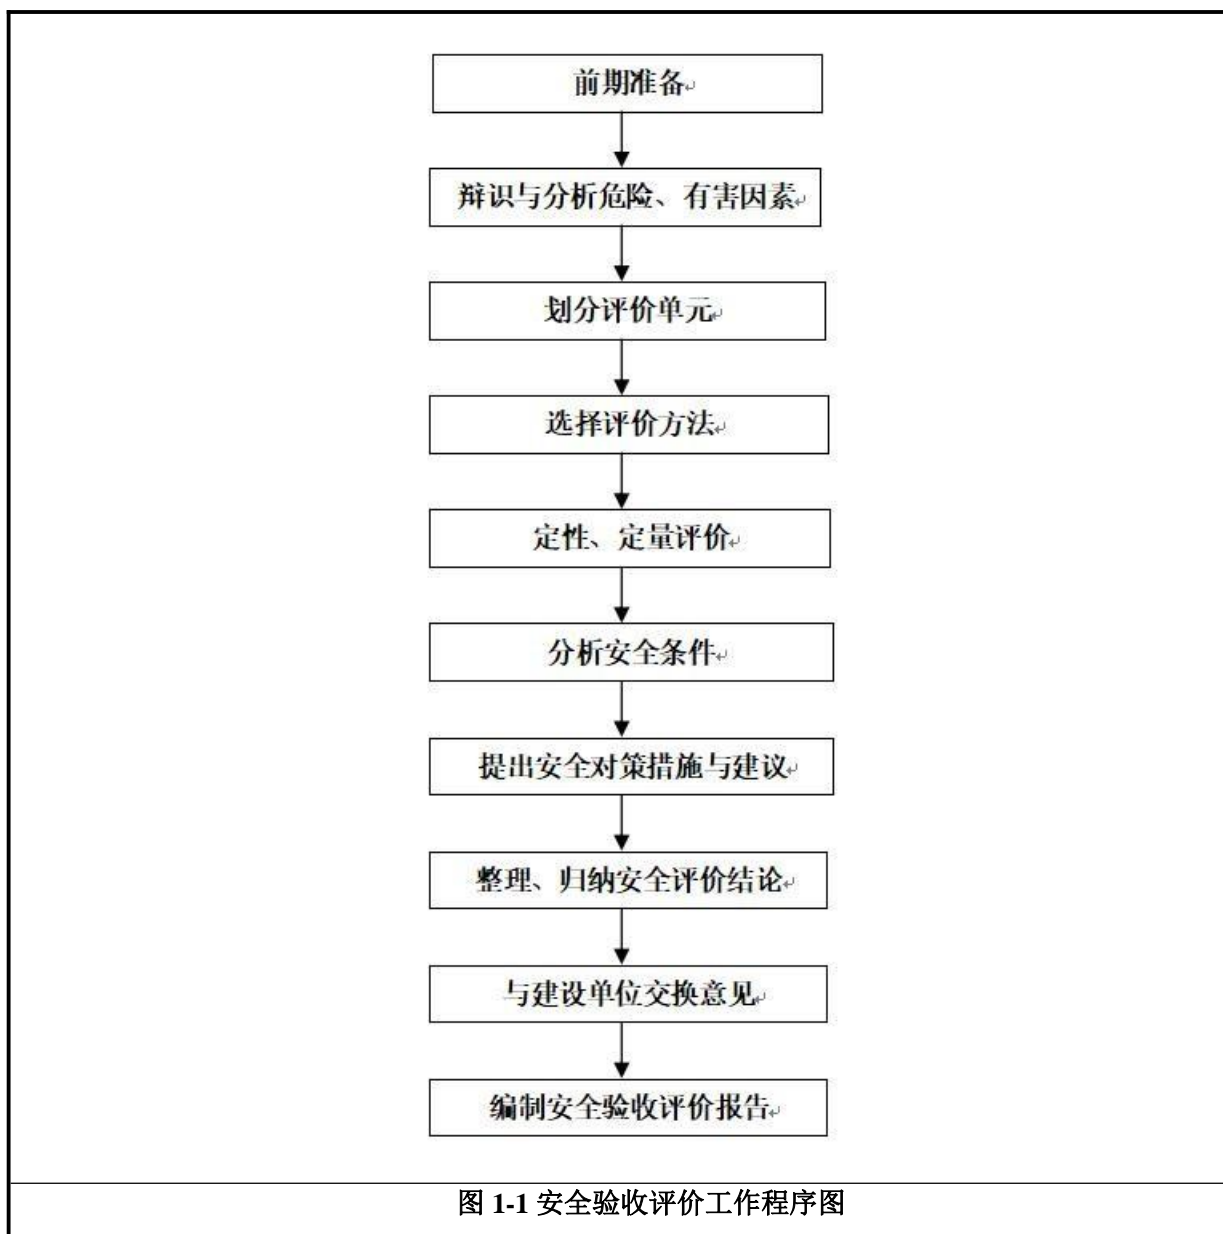 前期准备
辩识与分析危险、有害因素
划分评价单元
选择评价方法
定性、定量评价
分析安全条件
提出安全对策措施与建议
整理、归纳安全评价结论
与建设单位交换意见
编制安全验收评价报告
图 1-1 安全验收评价工作程序图